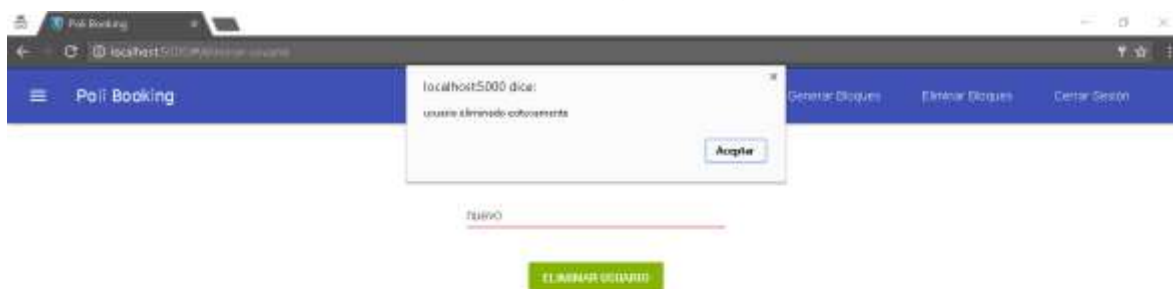 Poli Booking
localhost:5000
Poli Booking
Generar Bloques
Eliminar Bloques
Cerrar Sesión
localhost:5000 dice:
usuario eliminado exitosamente
Aceptar
nuevo
ELIMINAR USUARIO